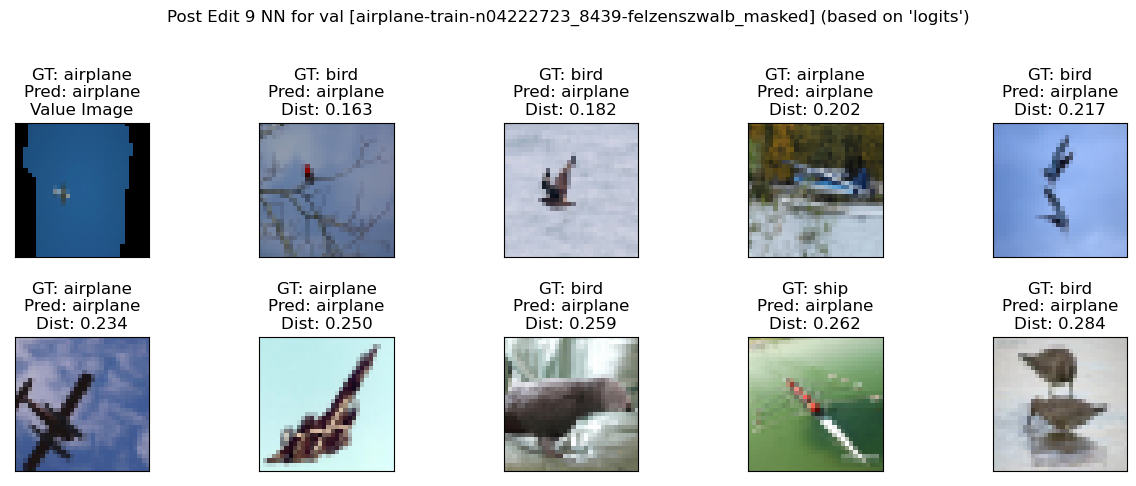 Post Edit 9 NN for val [airplane-train-n04222723_8439-felzenszwalb_masked] (based on 'logits')
GT: airplane
Pred: airplane
Value Image
GT: bird
Pred: airplane
Dist: 0.163
GT: bird
Pred: airplane
Dist: 0.182
GT: airplane
Pred: airplane
Dist: 0.202
GT: bird
Pred: airplane
Dist: 0.217
GT: airplane
Pred: airplane
Dist: 0.234
GT: airplane
Pred: airplane
Dist: 0.250
GT: bird
Pred: airplane
Dist: 0.259
GT: ship
Pred: airplane
Dist: 0.262
GT: bird
Pred: airplane
Dist: 0.284